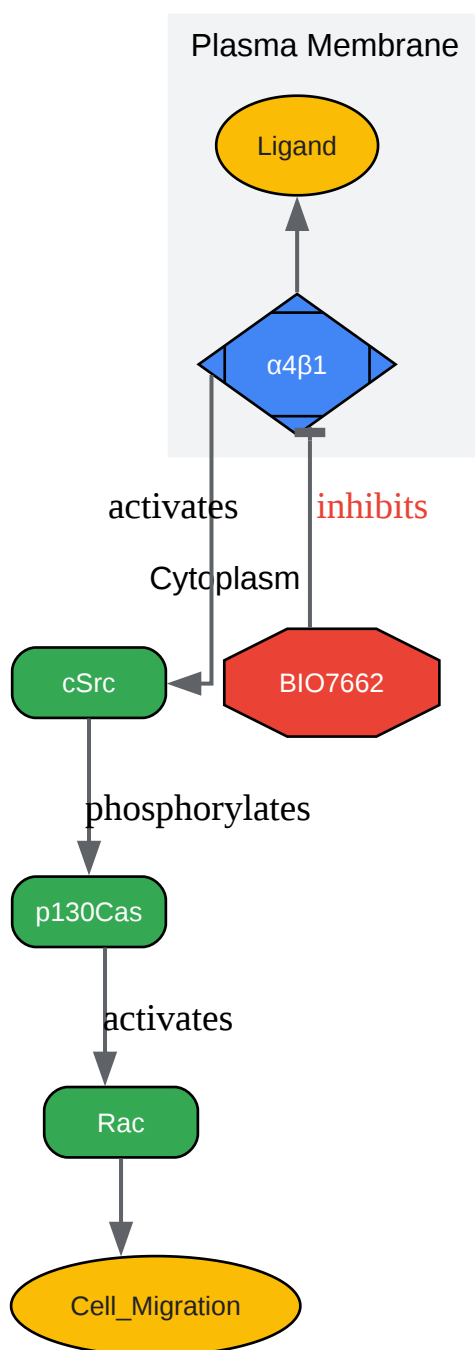 Plasma Membrane
Ligand
α4β1
activates
inhibits
Cytoplasm
cSrc
BIO7662
phosphorylates
p130Cas
activates
Rac
Cell_Migration